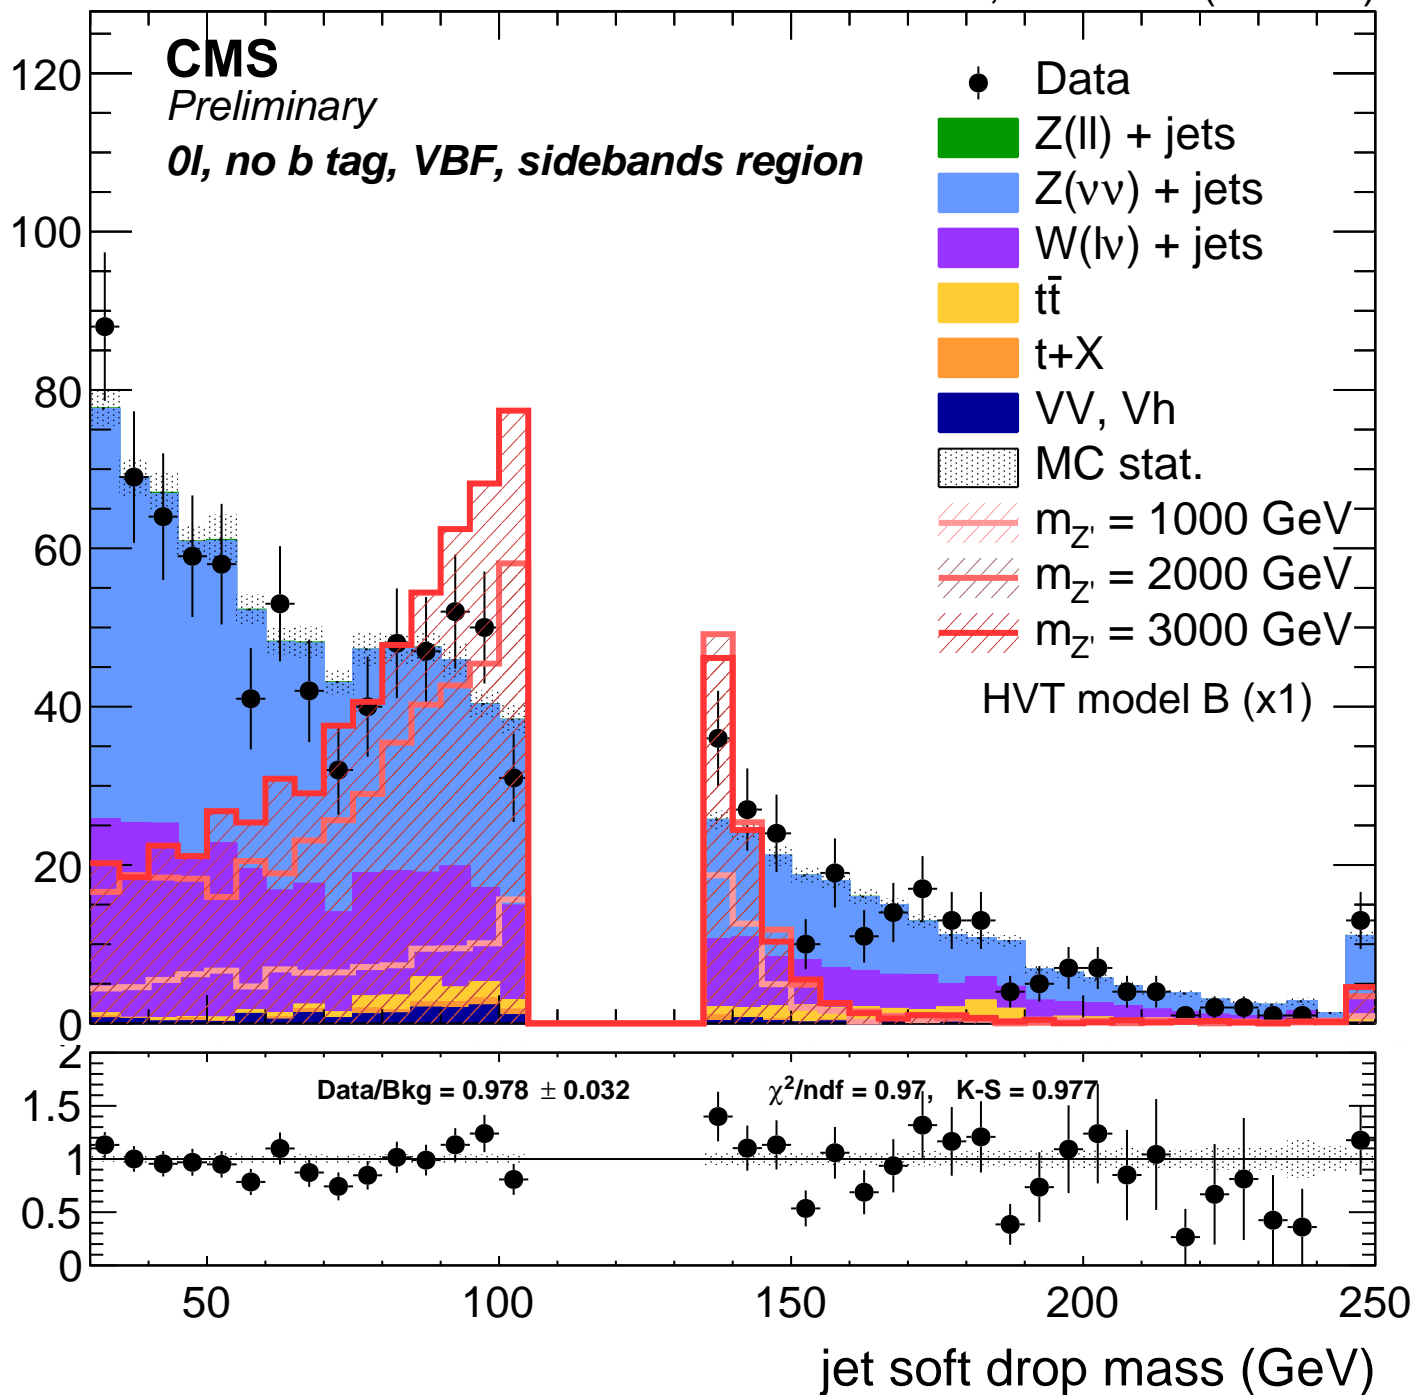 CMS
Preliminary
0l, no b tag, VBF, sidebands region
Data
Z(ll) + jets
Z(νν) + jets
W(lν) + jets
tt̄
t+X
VV, Vh
MC stat.
m_Z' = 1000 GeV
m_Z' = 2000 GeV
m_Z' = 3000 GeV
HVT model B (x1)
120
100
80
60
40
20
0
Data/Bkg = 0.978 ± 0.032
χ²/ndf = 0.97, K-S = 0.977
2
1.5
1
0.5
0
50 100 150 200 250
jet soft drop mass (GeV)